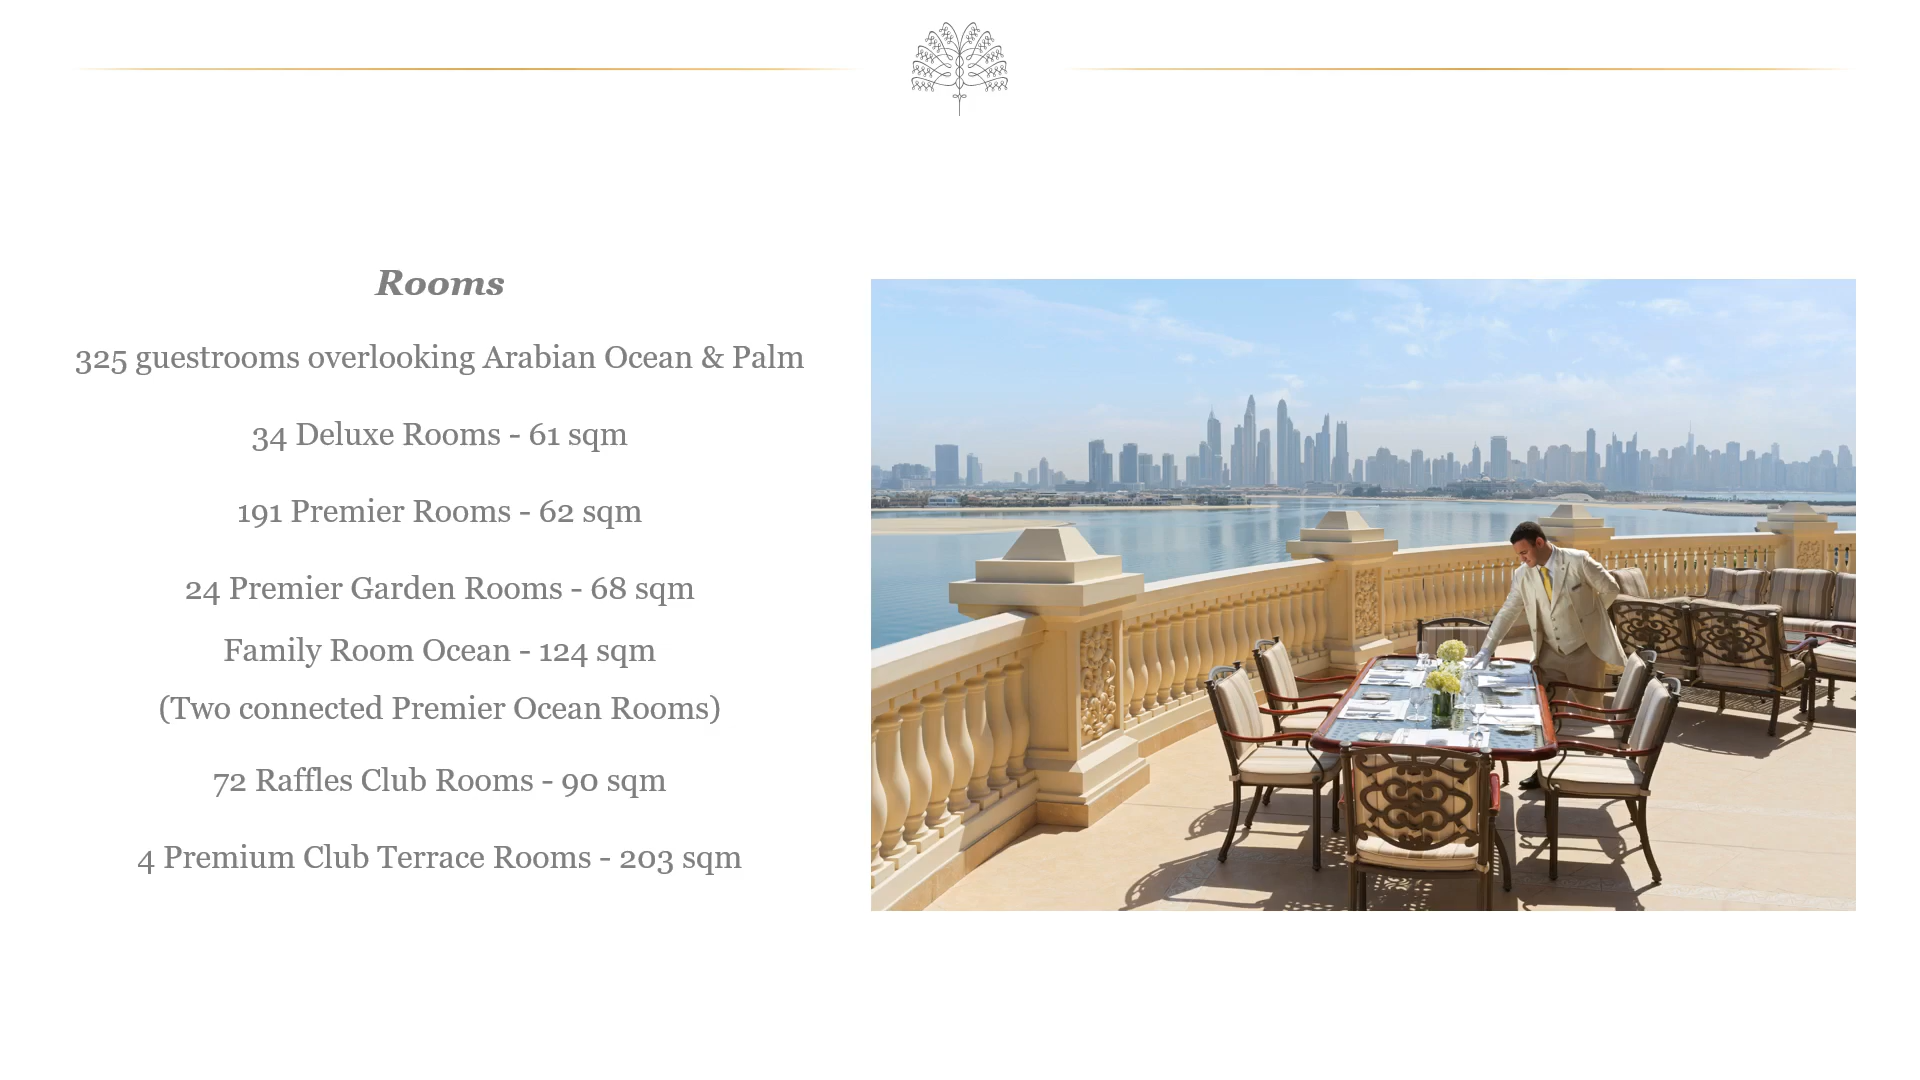 Rooms
325 guestrooms overlooking Arabian Ocean & Palm
34 Deluxe Rooms - 61 sqm
191 Premier Rooms - 62 sqm
24 Premier Garden Rooms - 68 sqm
Family Room Ocean - 124 sqm
(Two connected Premier Ocean Rooms)
72 Raffles Club Rooms - 90 sqm
4 Premium Club Terrace Rooms - 203 sqm